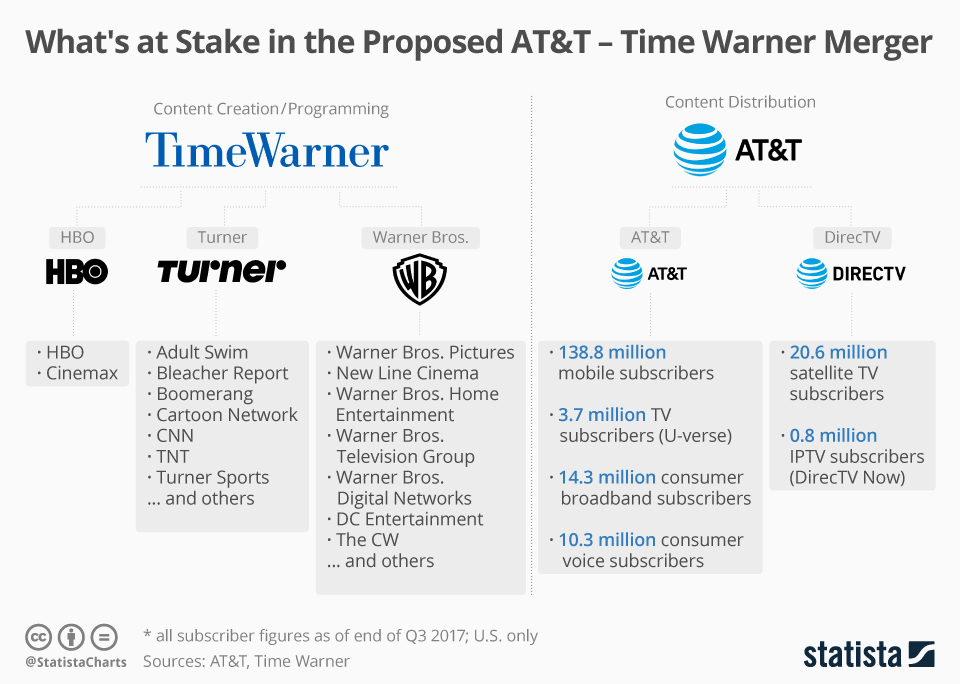 What's at Stake in the Proposed AT&T – Time Warner Merger
Content Creation/Programming
TimeWarner
HBO
HBO
· HBO
· Cinemax
Turner
Turner
· Adult Swim
· Bleacher Report
· Boomerang
· Cartoon Network
· CNN
· TNT
· Turner Sports
... and others
Warner Bros.
WB
· Warner Bros. Pictures
· New Line Cinema
· Warner Bros. Home
Entertainment
· Warner Bros.
Television Group
· Warner Bros.
Digital Networks
· DC Entertainment
· The CW
... and others
Content Distribution
AT&T
AT&T
AT&T
· 138.8 million
mobile subscribers
· 3.7 million TV
subscribers (U-verse)
· 14.3 million consumer
broadband subscribers
· 10.3 million consumer
voice subscribers
DirecTV
DIRECTV
· 20.6 million
satellite TV
subscribers
· 0.8 million
IPTV subscribers
(DirecTV Now)
cc
@StatistaCharts
* all subscriber figures as of end of Q3 2017; U.S. only
Sources: AT&T, Time Warner
statista